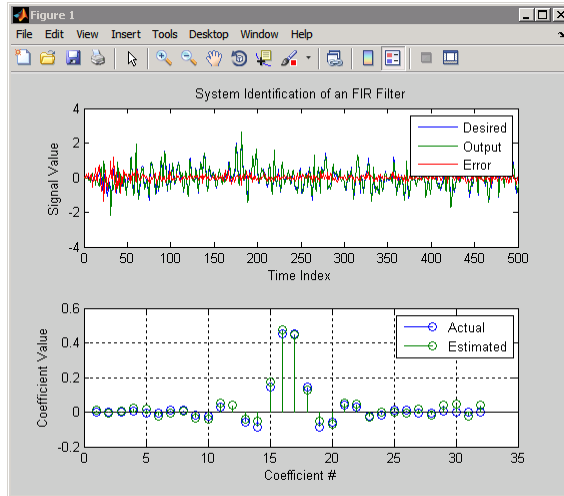 Figure 1
File Edit View Insert Tools Desktop Window Help
System Identification of an FIR Filter
4
2
0
-2
-4
Signal Value
Desired
Output
Error
0 50 100 150 200 250 300 350 400 450 500
Time Index
0.6
0.4
0.2
0
-0.2
Coefficient Value
Actual
Estimated
0 5 10 15 20 25 30 35
Coefficient #